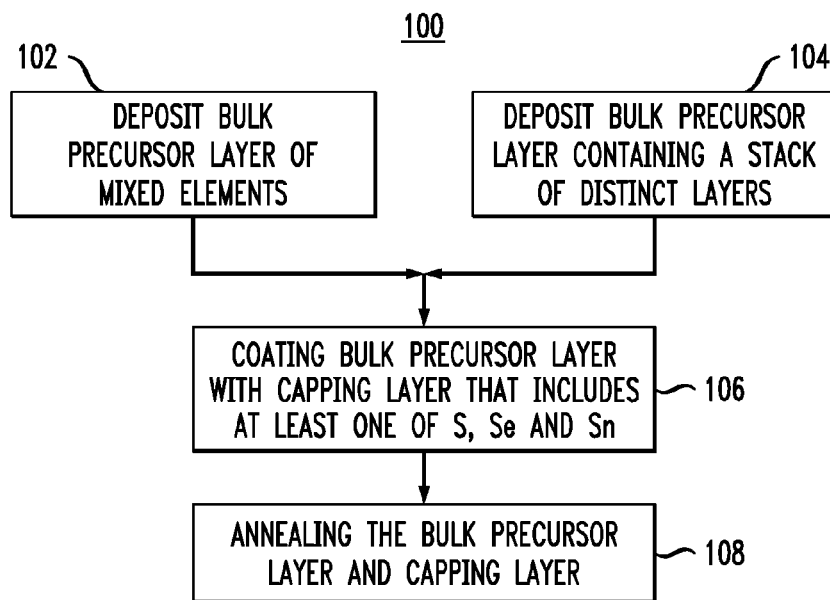 100
102
104
DEPOSIT BULK
PRECURSOR LAYER OF
MIXED ELEMENTS
DEPOSIT BULK PRECURSOR
LAYER CONTAINING A STACK
OF DISTINCT LAYERS
COATING BULK PRECURSOR LAYER
WITH CAPPING LAYER THAT INCLUDES
AT LEAST ONE OF S, Se AND Sn
106
ANNEALING THE BULK PRECURSOR
LAYER AND CAPPING LAYER
108